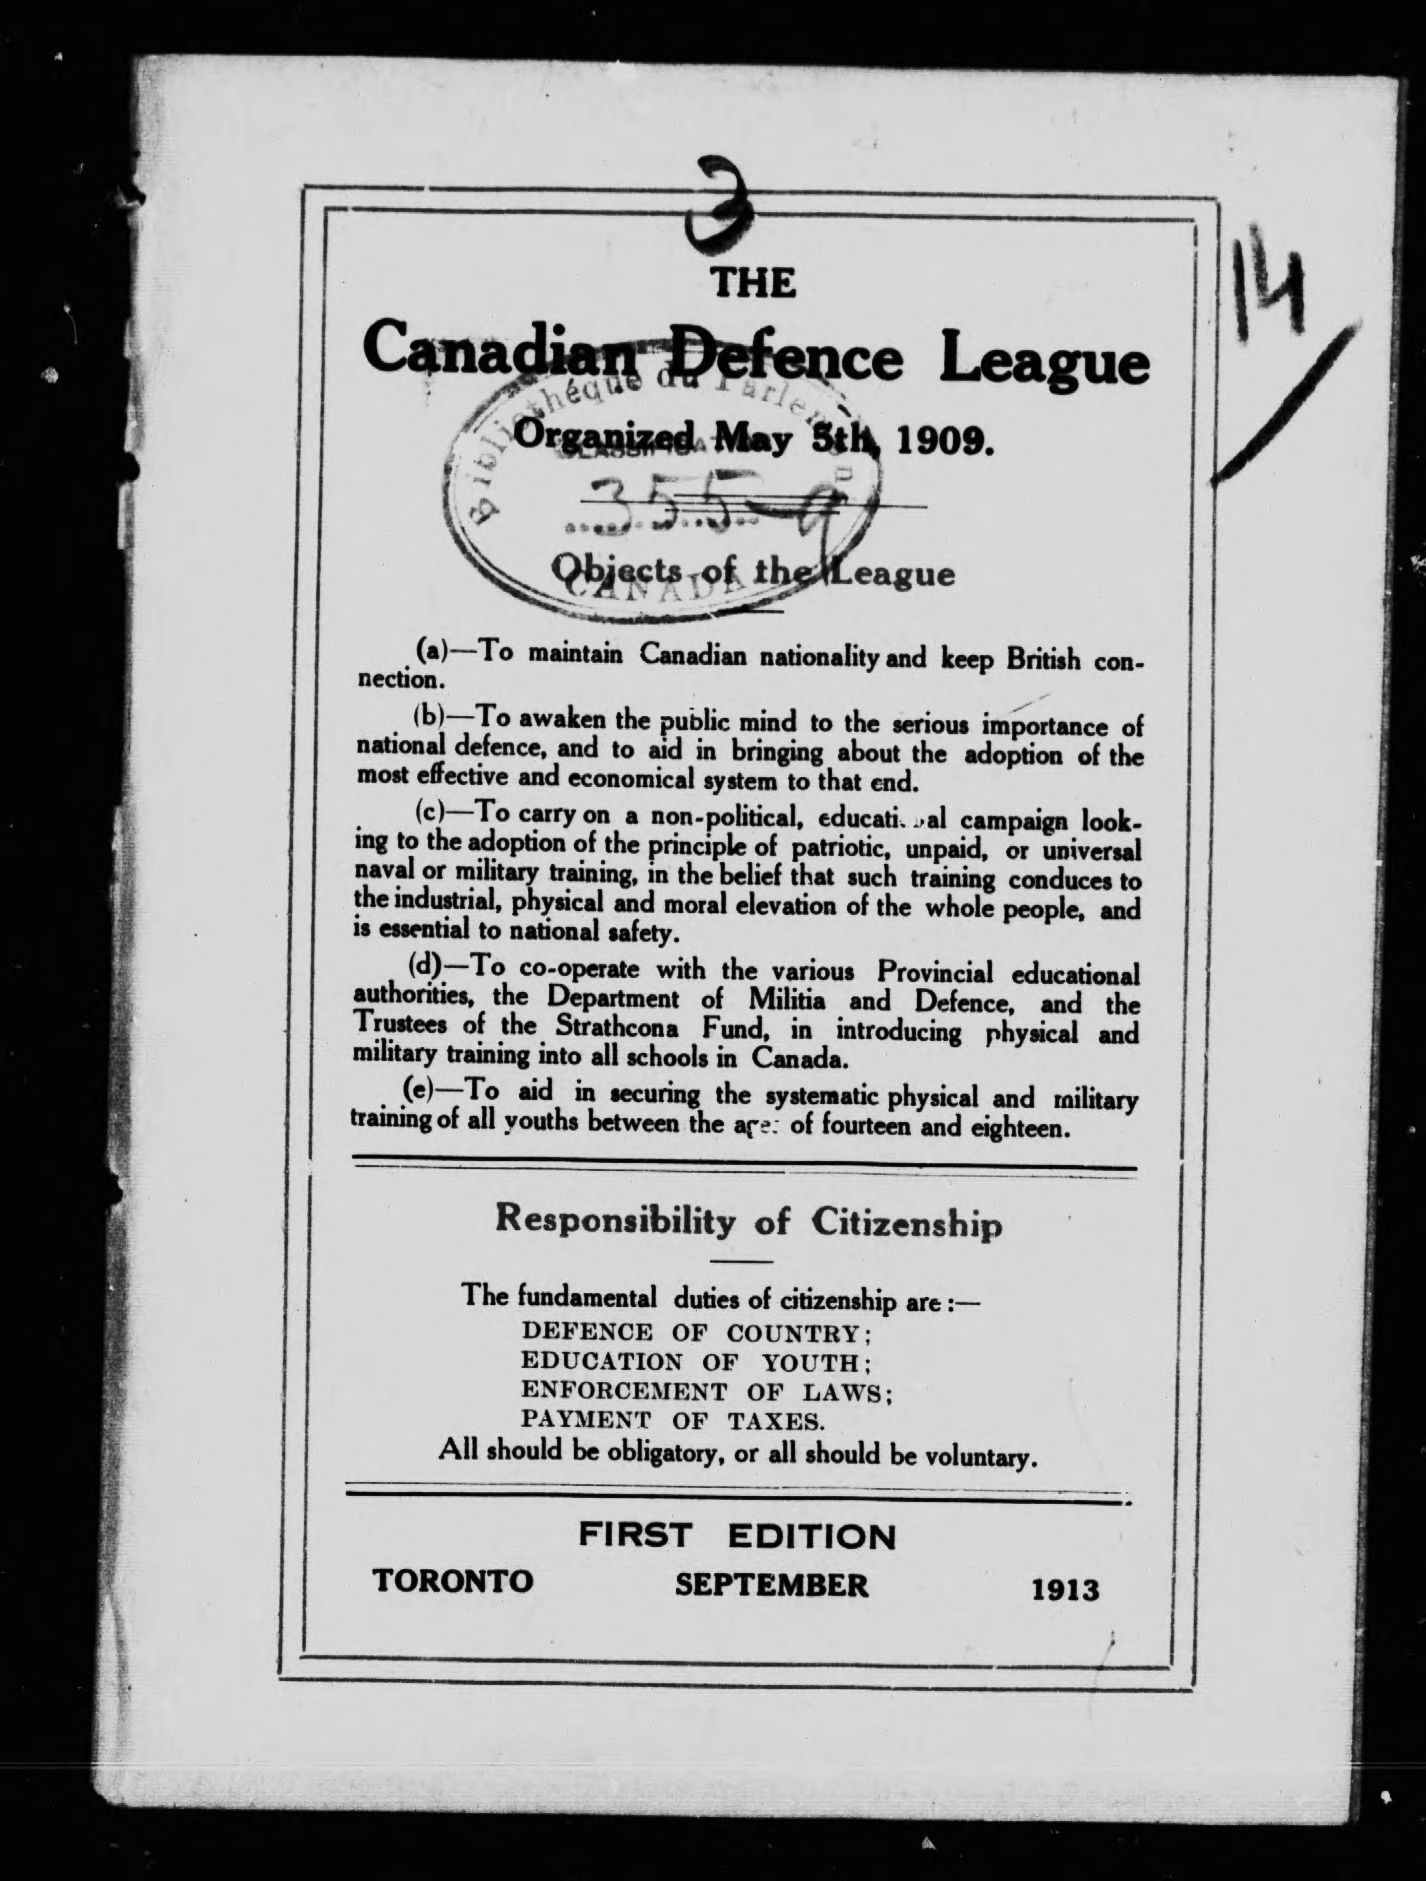 3
14
THE
Canadian Defence League
Bibliothéque du Parlement
Organized May 5th, 1909.
355-9
Objects of the League
CANADA
(a)—To maintain Canadian nationality and keep British con-
nection.
(b)—To awaken the public mind to the serious importance of
national defence, and to aid in bringing about the adoption of the
most effective and economical system to that end.
(c)—To carry on a non-political, educational campaign look-
ing to the adoption of the principle of patriotic, unpaid, or universal
naval or military training, in the belief that such training conduces to
the industrial, physical and moral elevation of the whole people, and
is essential to national safety.
(d)—To co-operate with the various Provincial educational
authorities, the Department of Militia and Defence, and the
Trustees of the Strathcona Fund, in introducing physical and
military training into all schools in Canada.
(e)—To aid in securing the systematic physical and military
training of all youths between the ages of fourteen and eighteen.
Responsibility of Citizenship
The fundamental duties of citizenship are :—
DEFENCE OF COUNTRY;
EDUCATION OF YOUTH;
ENFORCEMENT OF LAWS;
PAYMENT OF TAXES.
All should be obligatory, or all should be voluntary.
FIRST EDITION
TORONTO SEPTEMBER 1913